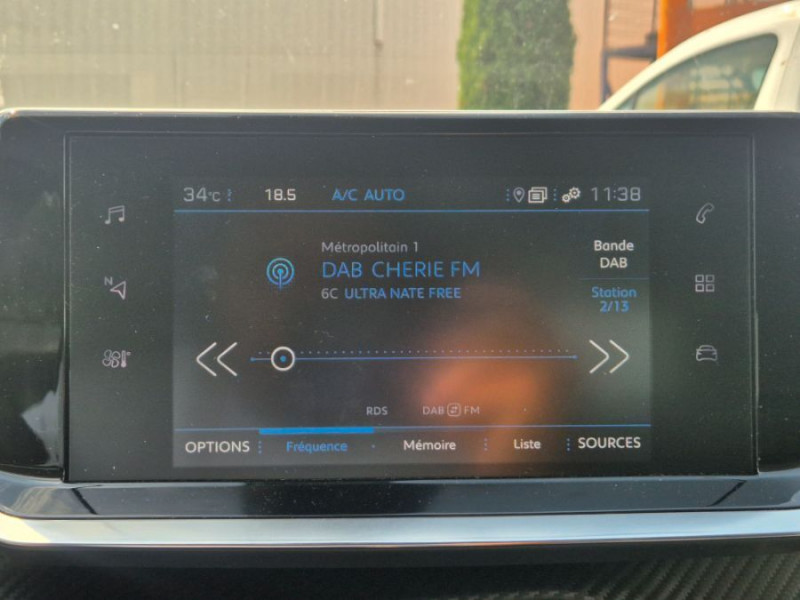 34°C 18.5 A/C AUTO 11:38
Métropolitain 1
DAB CHERIE FM
6C ULTRA NATE FREE
Bande
DAB
Station
2/13
N
RDS DAB FM
OPTIONS Fréquence Mémoire Liste SOURCES